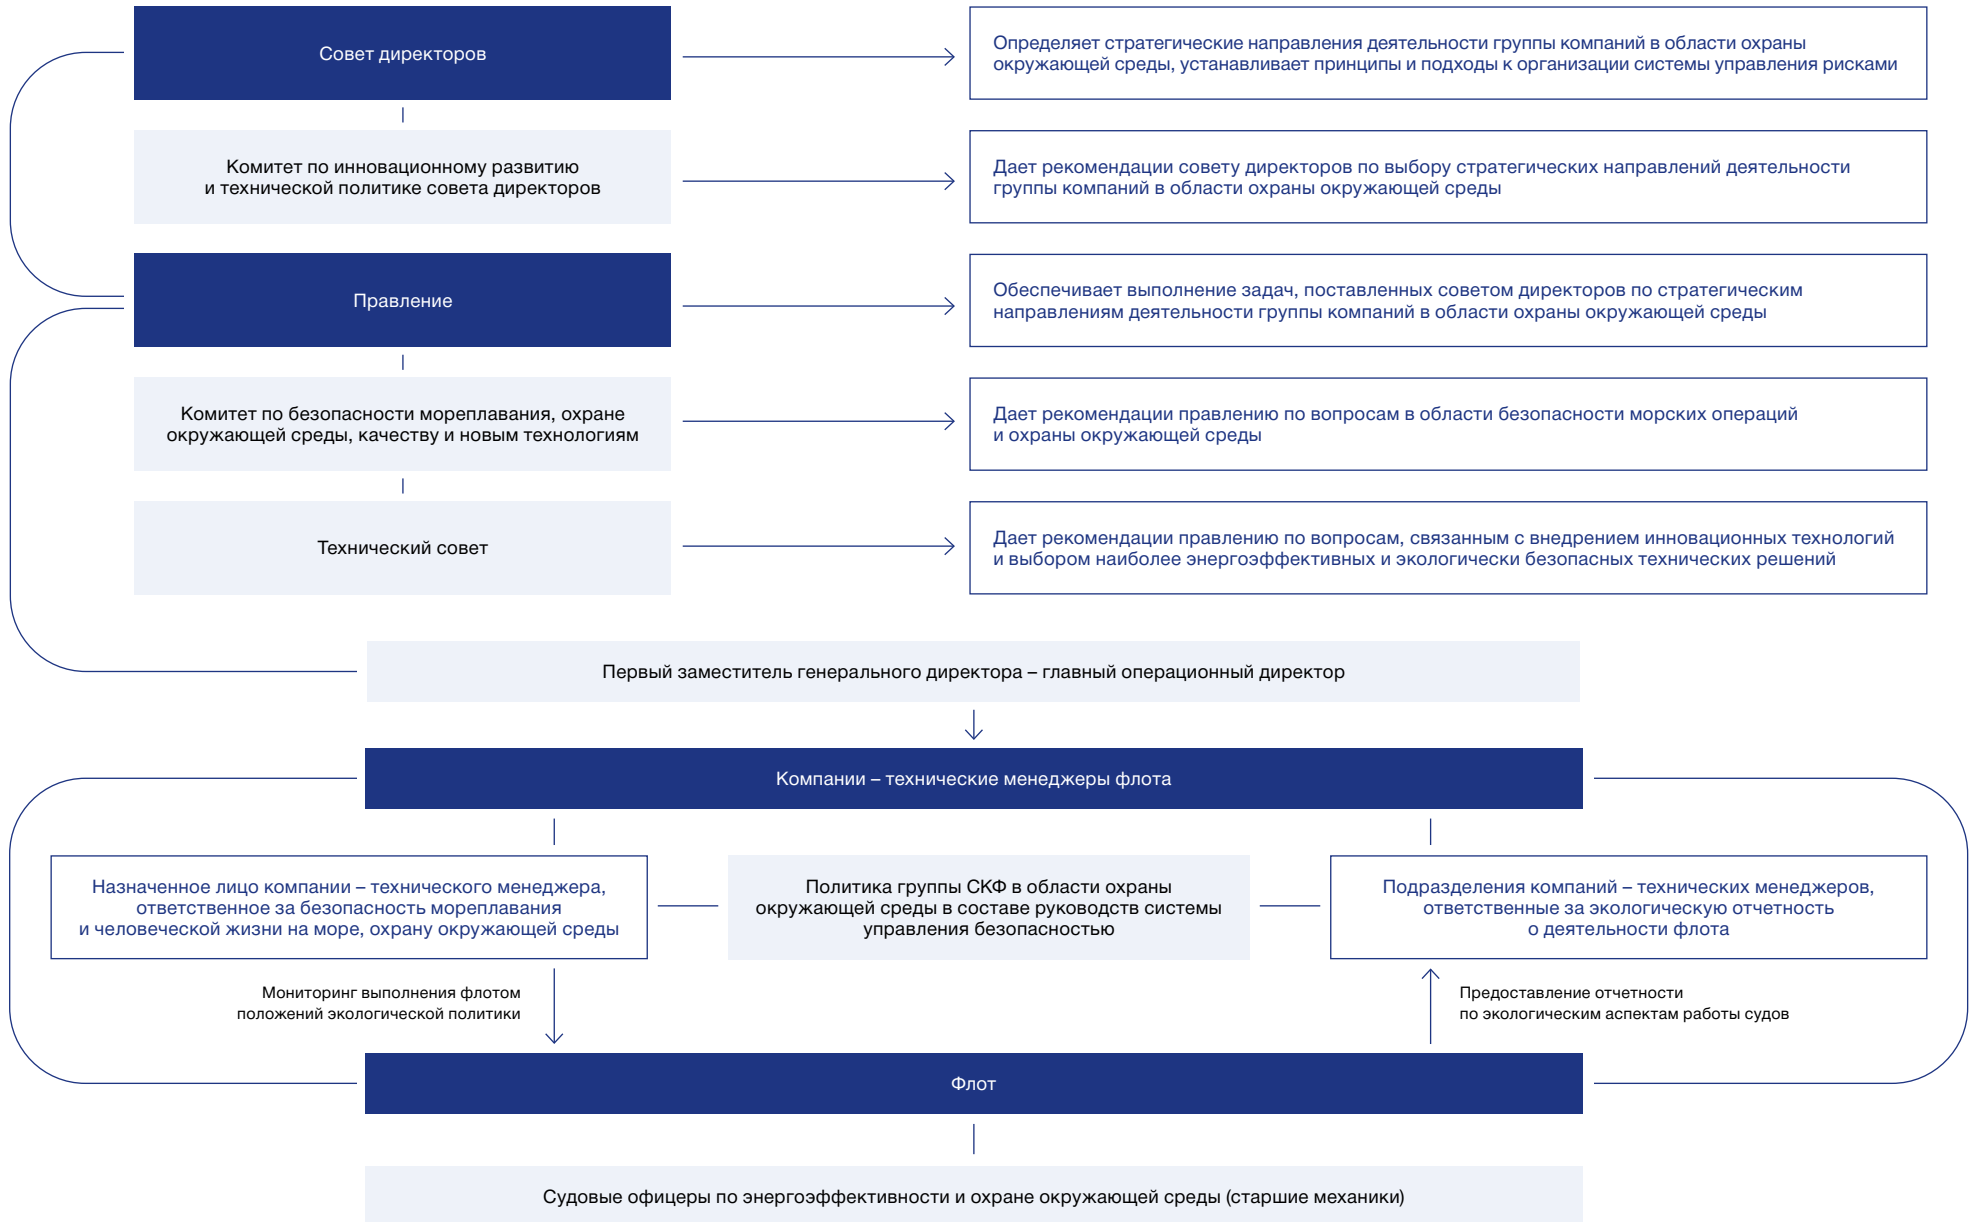 Совет директоров
Определяет стратегические направления деятельности группы компаний в области охраны
окружающей среды, устанавливает принципы и подходы к организации системы управления рисками
Комитет по инновационному развитию
и технической политике совета директоров
Дает рекомендации совету директоров по выбору стратегических направлений деятельности
группы компаний в области охраны окружающей среды
Правление
Обеспечивает выполнение задач, поставленных советом директоров по стратегическим
направлениям деятельности группы компаний в области охраны окружающей среды
Комитет по безопасности мореплавания, охране
окружающей среды, качеству и новым технологиям
Дает рекомендации правлению по вопросам в области безопасности морских операций
и охраны окружающей среды
Технический совет
Дает рекомендации правлению по вопросам, связанным с внедрением инновационных технологий
и выбором наиболее энергоэффективных и экологически безопасных технических решений
Первый заместитель генерального директора – главный операционный директор
Компании – технические менеджеры флота
Назначенное лицо компании – технического менеджера,
ответственное за безопасность мореплавания
и человеческой жизни на море, охрану окружающей среды
Политика группы СКФ в области охраны
окружающей среды в составе руководств системы
управления безопасностью
Подразделения компаний – технических менеджеров,
ответственные за экологическую отчетность
о деятельности флота
Мониторинг выполнения флотом
положений экологической политики
Предоставление отчетности
по экологическим аспектам работы судов
Флот
Судовые офицеры по энергоэффективности и охране окружающей среды (старшие механики)